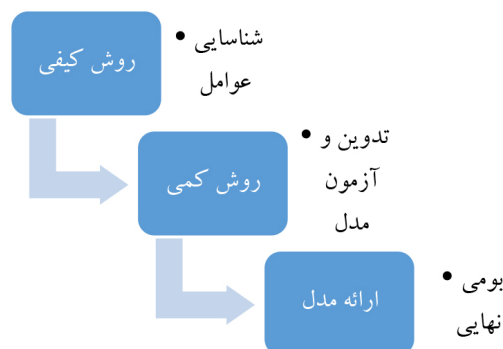 روش کیفی
• شناسایی
عوامل
روش کمی
• تدوین و
آزمون
مدل
ارائه مدل
• بومی
نهایی